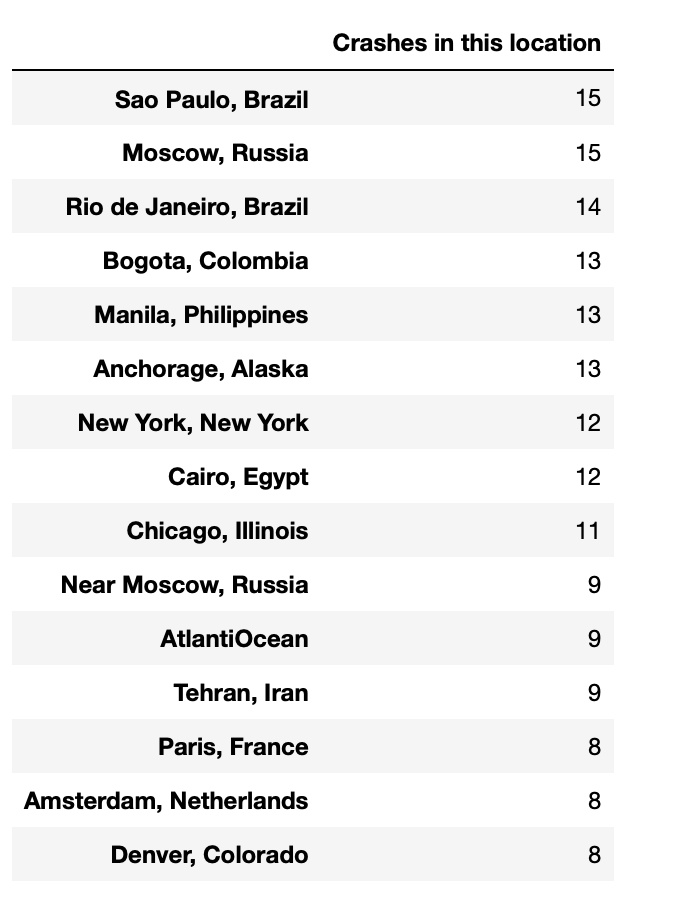 Crashes in this location
Sao Paulo, Brazil 15
Moscow, Russia 15
Rio de Janeiro, Brazil 14
Bogota, Colombia 13
Manila, Philippines 13
Anchorage, Alaska 13
New York, New York 12
Cairo, Egypt 12
Chicago, Illinois 11
Near Moscow, Russia 9
AtlantiOcean 9
Tehran, Iran 9
Paris, France 8
Amsterdam, Netherlands 8
Denver, Colorado 8